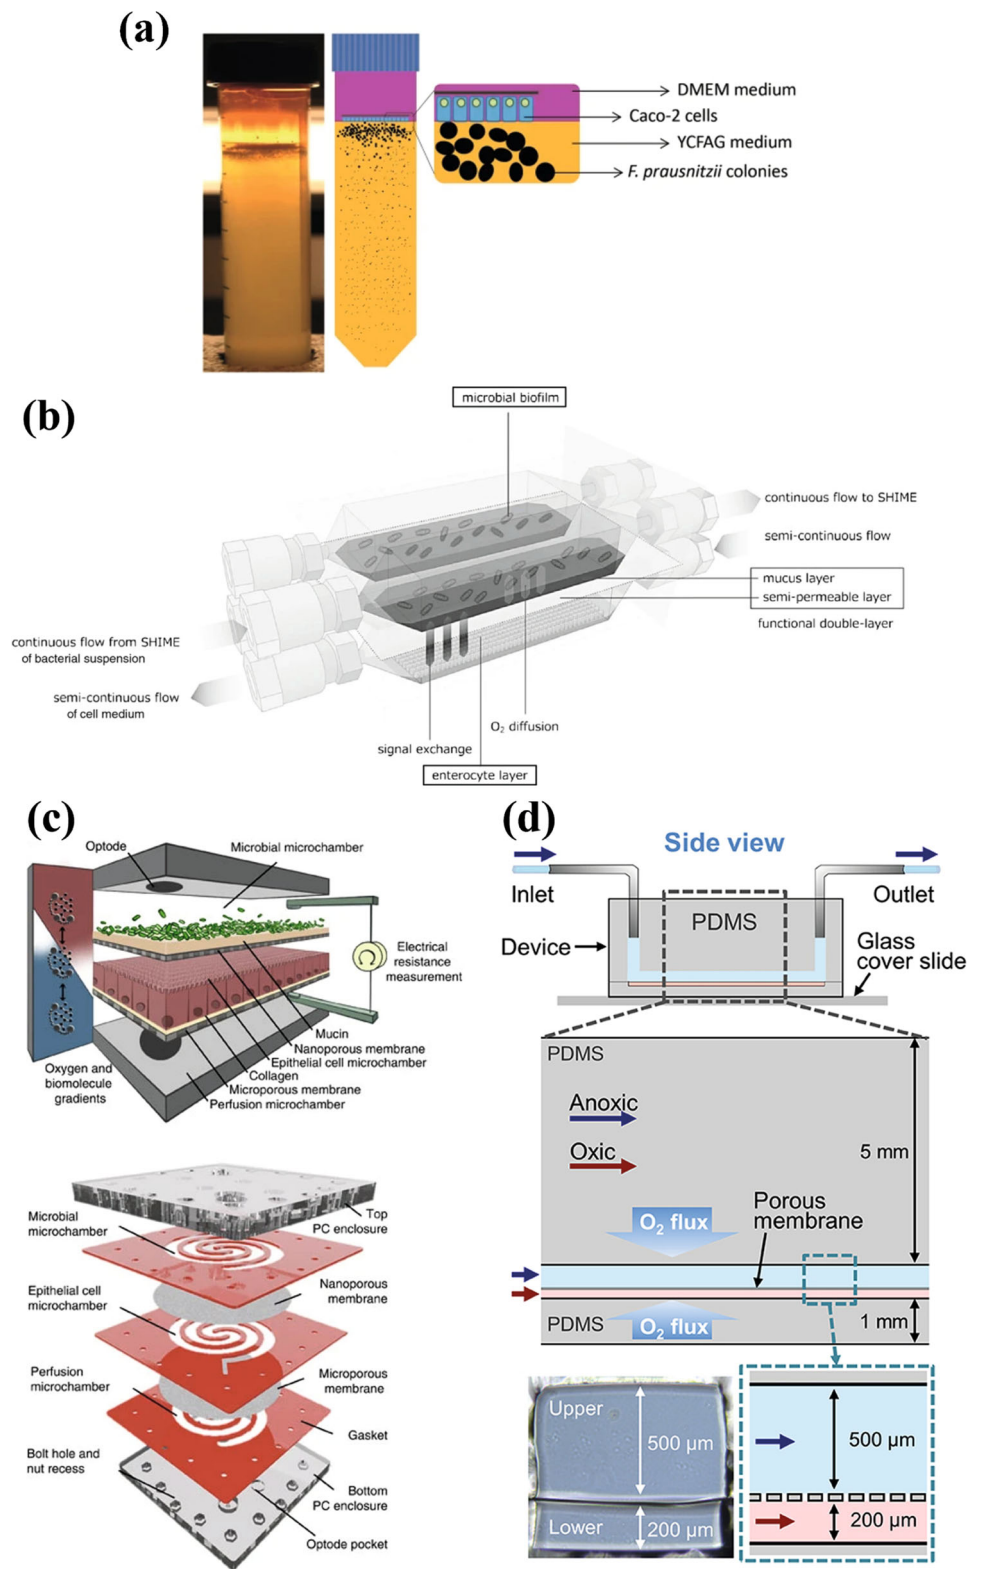 (a)
DMEM medium
Caco-2 cells
YCFAG medium
F. prausnitzii colonies
(b)
microbial biofilm
continuous flow to SHIME
semi-continuous flow
mucus layer
semi-permeable layer
functional double-layer
continuous flow from SHIME
of bacterial suspension
semi-continuous flow
of cell medium
O₂ diffusion
signal exchange
enterocyte layer
(c)
Optode
Microbial microchamber
Electrical
resistance
measurement
Mucin
Nanoporous membrane
Epithelial cell microchamber
Collagen
Microporous membrane
Perfusion microchamber
Oxygen and
biomolecule
gradients
Top
PC enclosure
Microbial
microchamber
Nanoporous
membrane
Epithelial cell
microchamber
Perfusion
microchamber
Microporous
membrane
Gasket
Bolt hole and
nut recess
Bottom
PC enclosure
Optode pocket
(d)
Side view
Inlet
Outlet
PDMS
Device
Glass
cover slide
PDMS
Anoxic
Oxic
5 mm
Porous
membrane
O₂ flux
PDMS
O₂ flux
1 mm
Upper
500 μm
Lower
200 μm
500 μm
200 μm